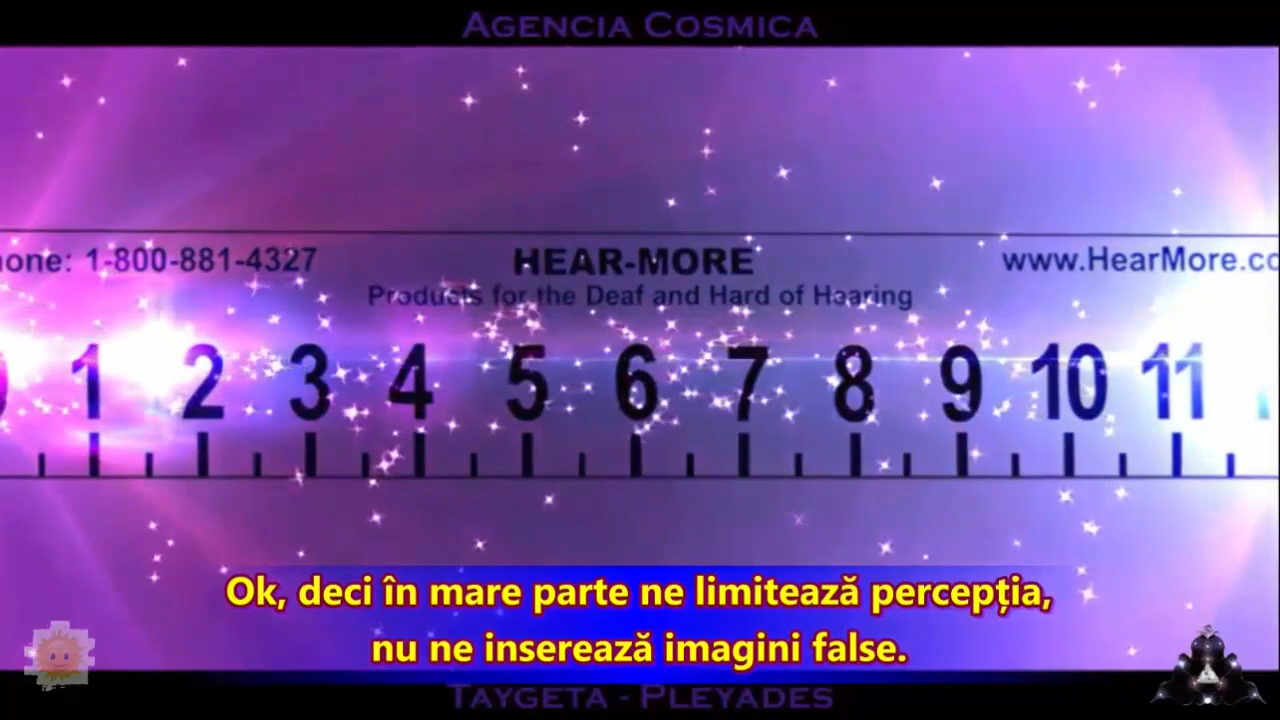 AGENCIA COSMICA
one: 1-800-881-4327 HEAR-MORE www.HearMore.co
Products for the Deaf and Hard of Hearing
1 2 3 4 5 6 7 8 9 10 11
Ok, deci în mare parte ne limitează percepția,
nu ne inserează imagini false.
TAYGETA - PLEYADES